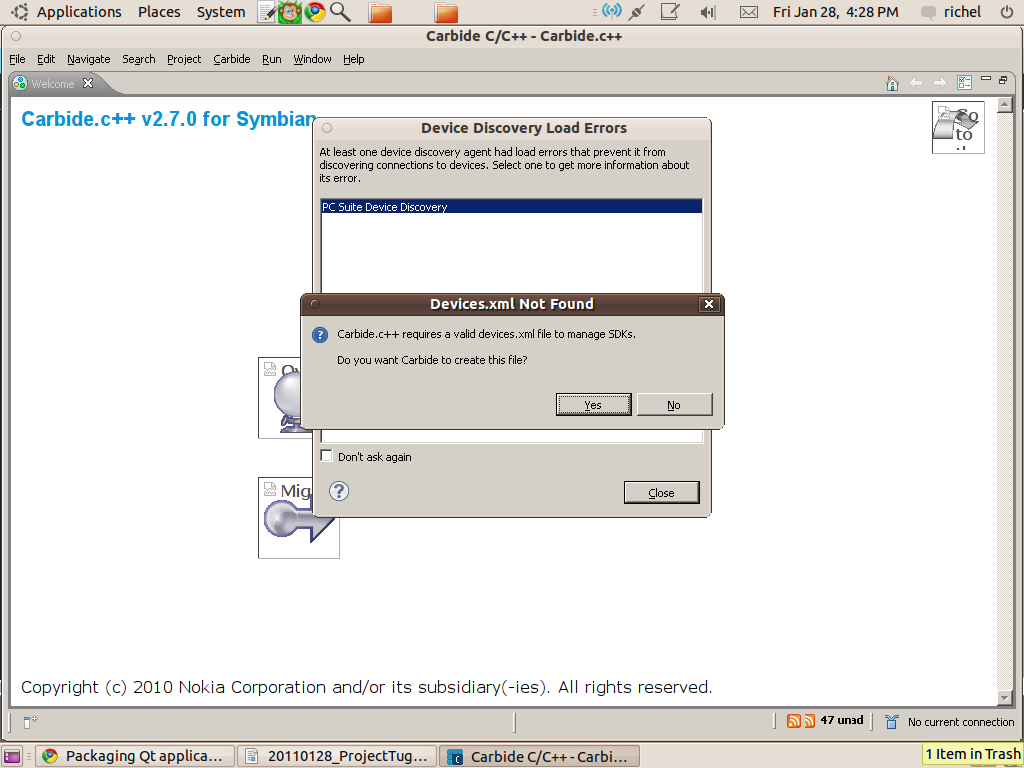 Applications Places System Fri Jan 28, 4:28 PM richel
Carbide C/C++ - Carbide.c++
File Edit Navigate Search Project Carbide Run Window Help
Welcome
Carbide.c++ v2.7.0 for Symbian
to
Device Discovery Load Errors
At least one device discovery agent had load errors that prevent it from
discovering connections to devices. Select one to get more information about
its error.
PC Suite Device Discovery
Devices.xml Not Found
Carbide.c++ requires a valid devices.xml file to manage SDKs.
Do you want Carbide to create this file?
Yes No
Don't ask again
Mig
Close
Copyright (c) 2010 Nokia Corporation and/or its subsidiary(-ies). All rights reserved.
47 unad
No current connection
Packaging Qt applica... 20110128_ProjectTug... Carbide C/C++ - Carbi...
1 Item in Trash